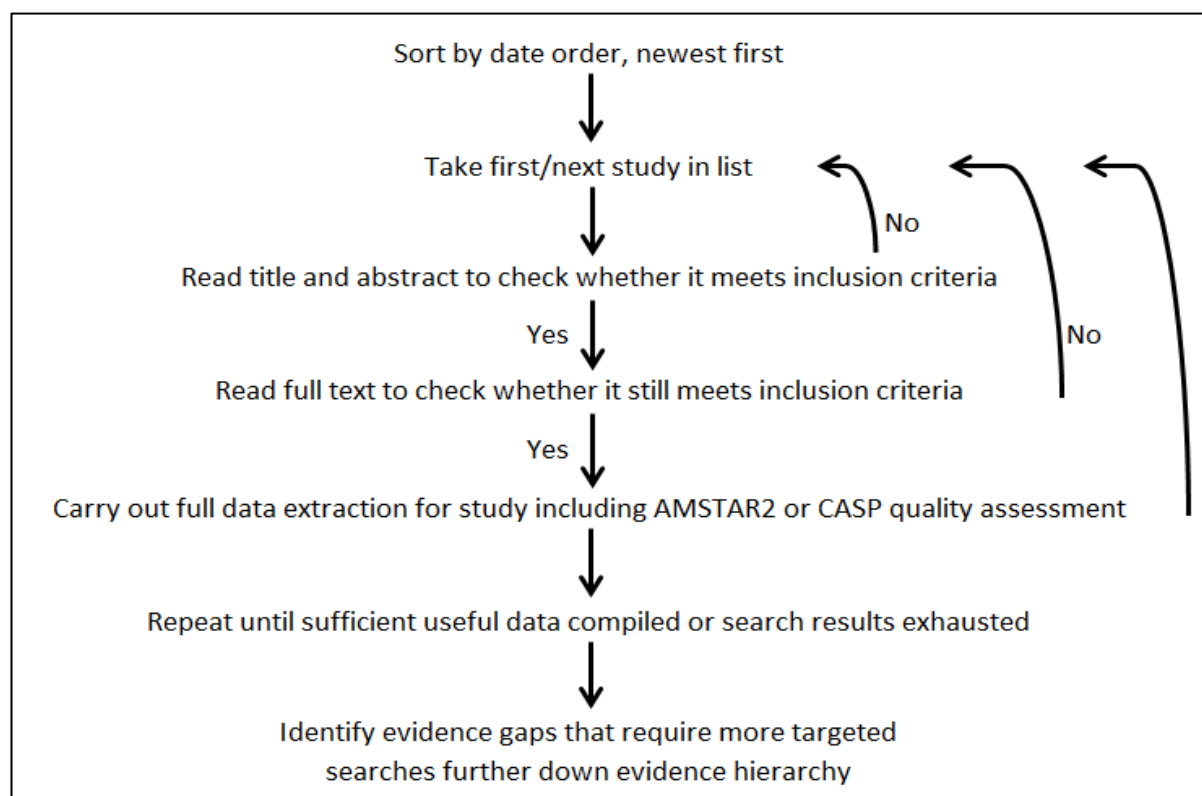 Sort by date order, newest first
Take first/next study in list
No
Read title and abstract to check whether it meets inclusion criteria
Yes
No
Read full text to check whether it still meets inclusion criteria
Yes
Carry out full data extraction for study including AMSTAR2 or CASP quality assessment
Repeat until sufficient useful data compiled or search results exhausted
Identify evidence gaps that require more targeted
searches further down evidence hierarchy